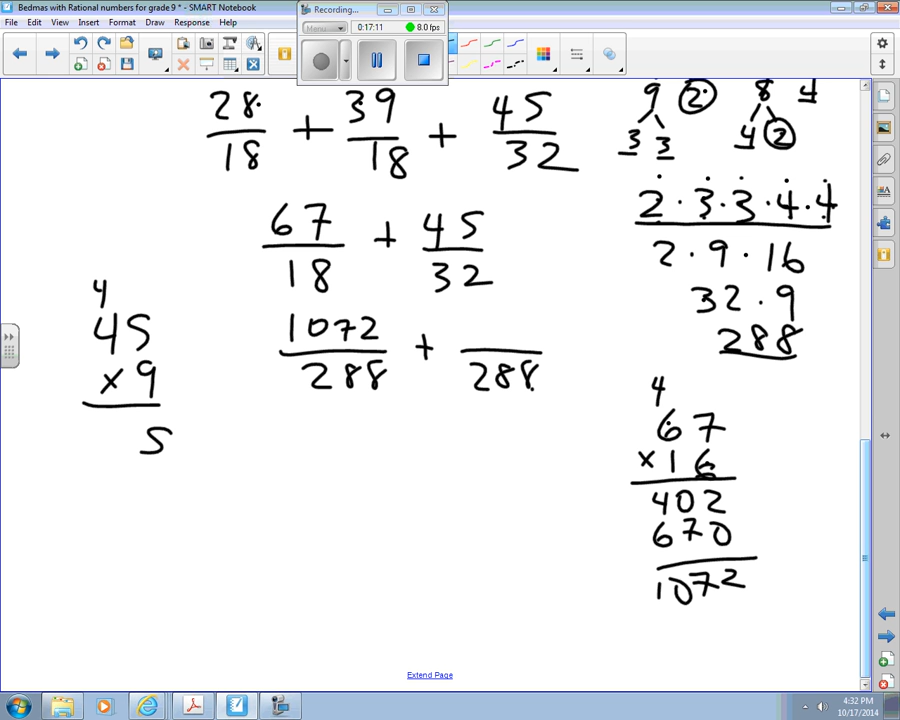 Bedmas with Rational numbers for grade 9 * - SMART Notebook
Recording...
File Edit View Insert Format Draw Response Help
Menu 0:17:11 8.0 fps
28/18 + 39/18 + 45/32
9 2 8 4
3 3 4 2
2 · 3 · 3 · 4 · 4
67/18 + 45/32
2 · 9 · 16
32 · 9
288
1072/288 + /288
4
45
× 9
5
4
67
× 16
402
670
1072
Extend Page
4:32 PM
10/17/2014